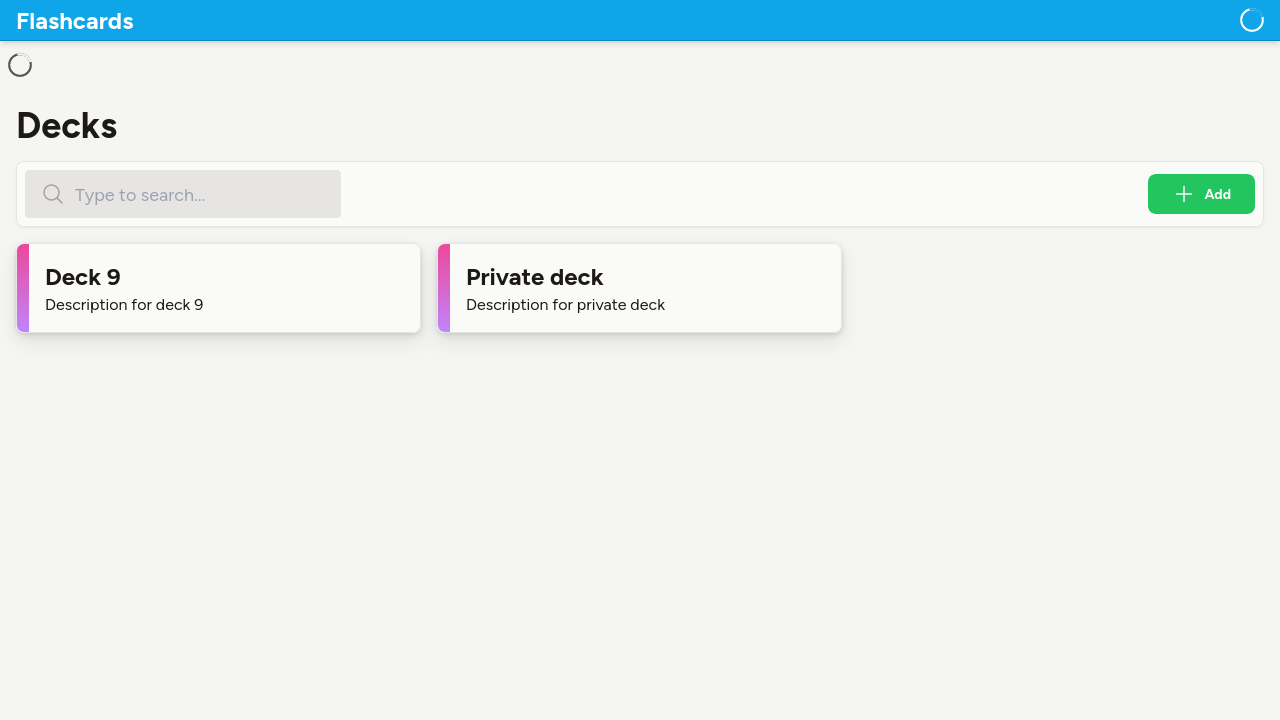 Flashcards
Decks
Type to search...
Add
Deck 9
Description for deck 9
Private deck
Description for private deck